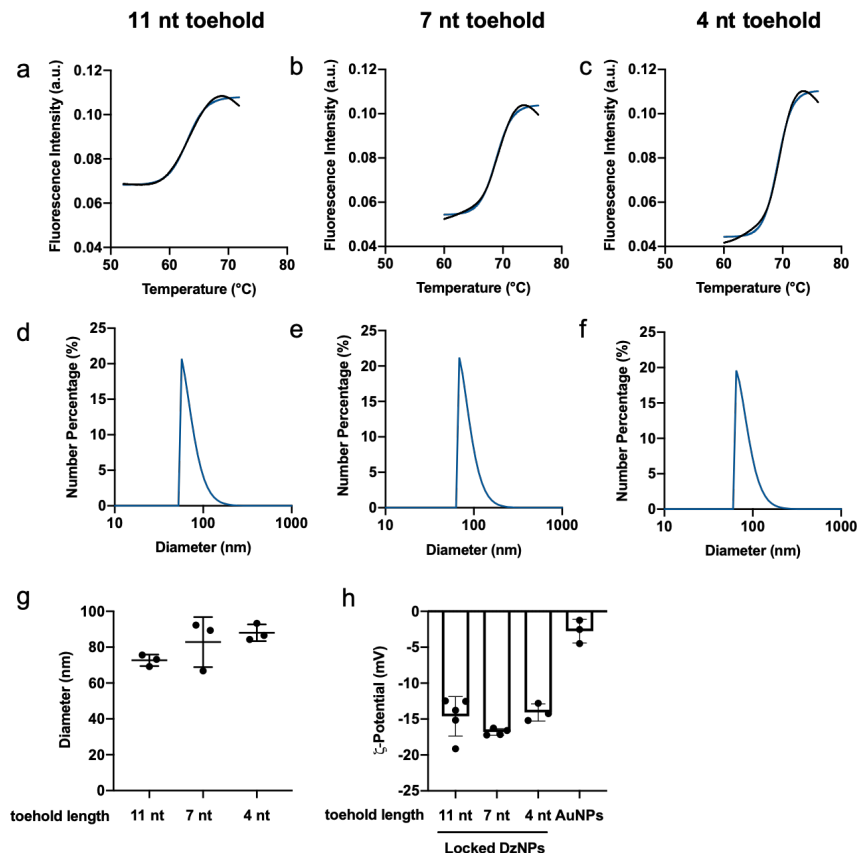 11 nt toehold
7 nt toehold
4 nt toehold
a
Fluorescence Intensity (a.u.)
0.12
0.10
0.08
0.06
0.04
50
60
70
80
Temperature (°C)
b
Fluorescence Intensity (a.u.)
0.12
0.10
0.08
0.06
0.04
50
60
70
80
Temperature (°C)
c
Fluorescence Intensity (a.u.)
0.12
0.10
0.08
0.06
0.04
50
60
70
80
Temperature (°C)
d
Number Percentage (%)
25
20
15
10
5
0
10
100
1000
Diameter (nm)
e
Number Percentage (%)
25
20
15
10
5
0
10
100
1000
Diameter (nm)
f
Number Percentage (%)
25
20
15
10
5
0
10
100
1000
Diameter (nm)
g
Diameter (nm)
100
80
60
40
20
0
toehold length
11 nt
7 nt
4 nt
h
ζ-Potential (mV)
0
-5
-10
-15
-20
-25
toehold length
11 nt
7 nt
4 nt
AuNPs
Locked DzNPs